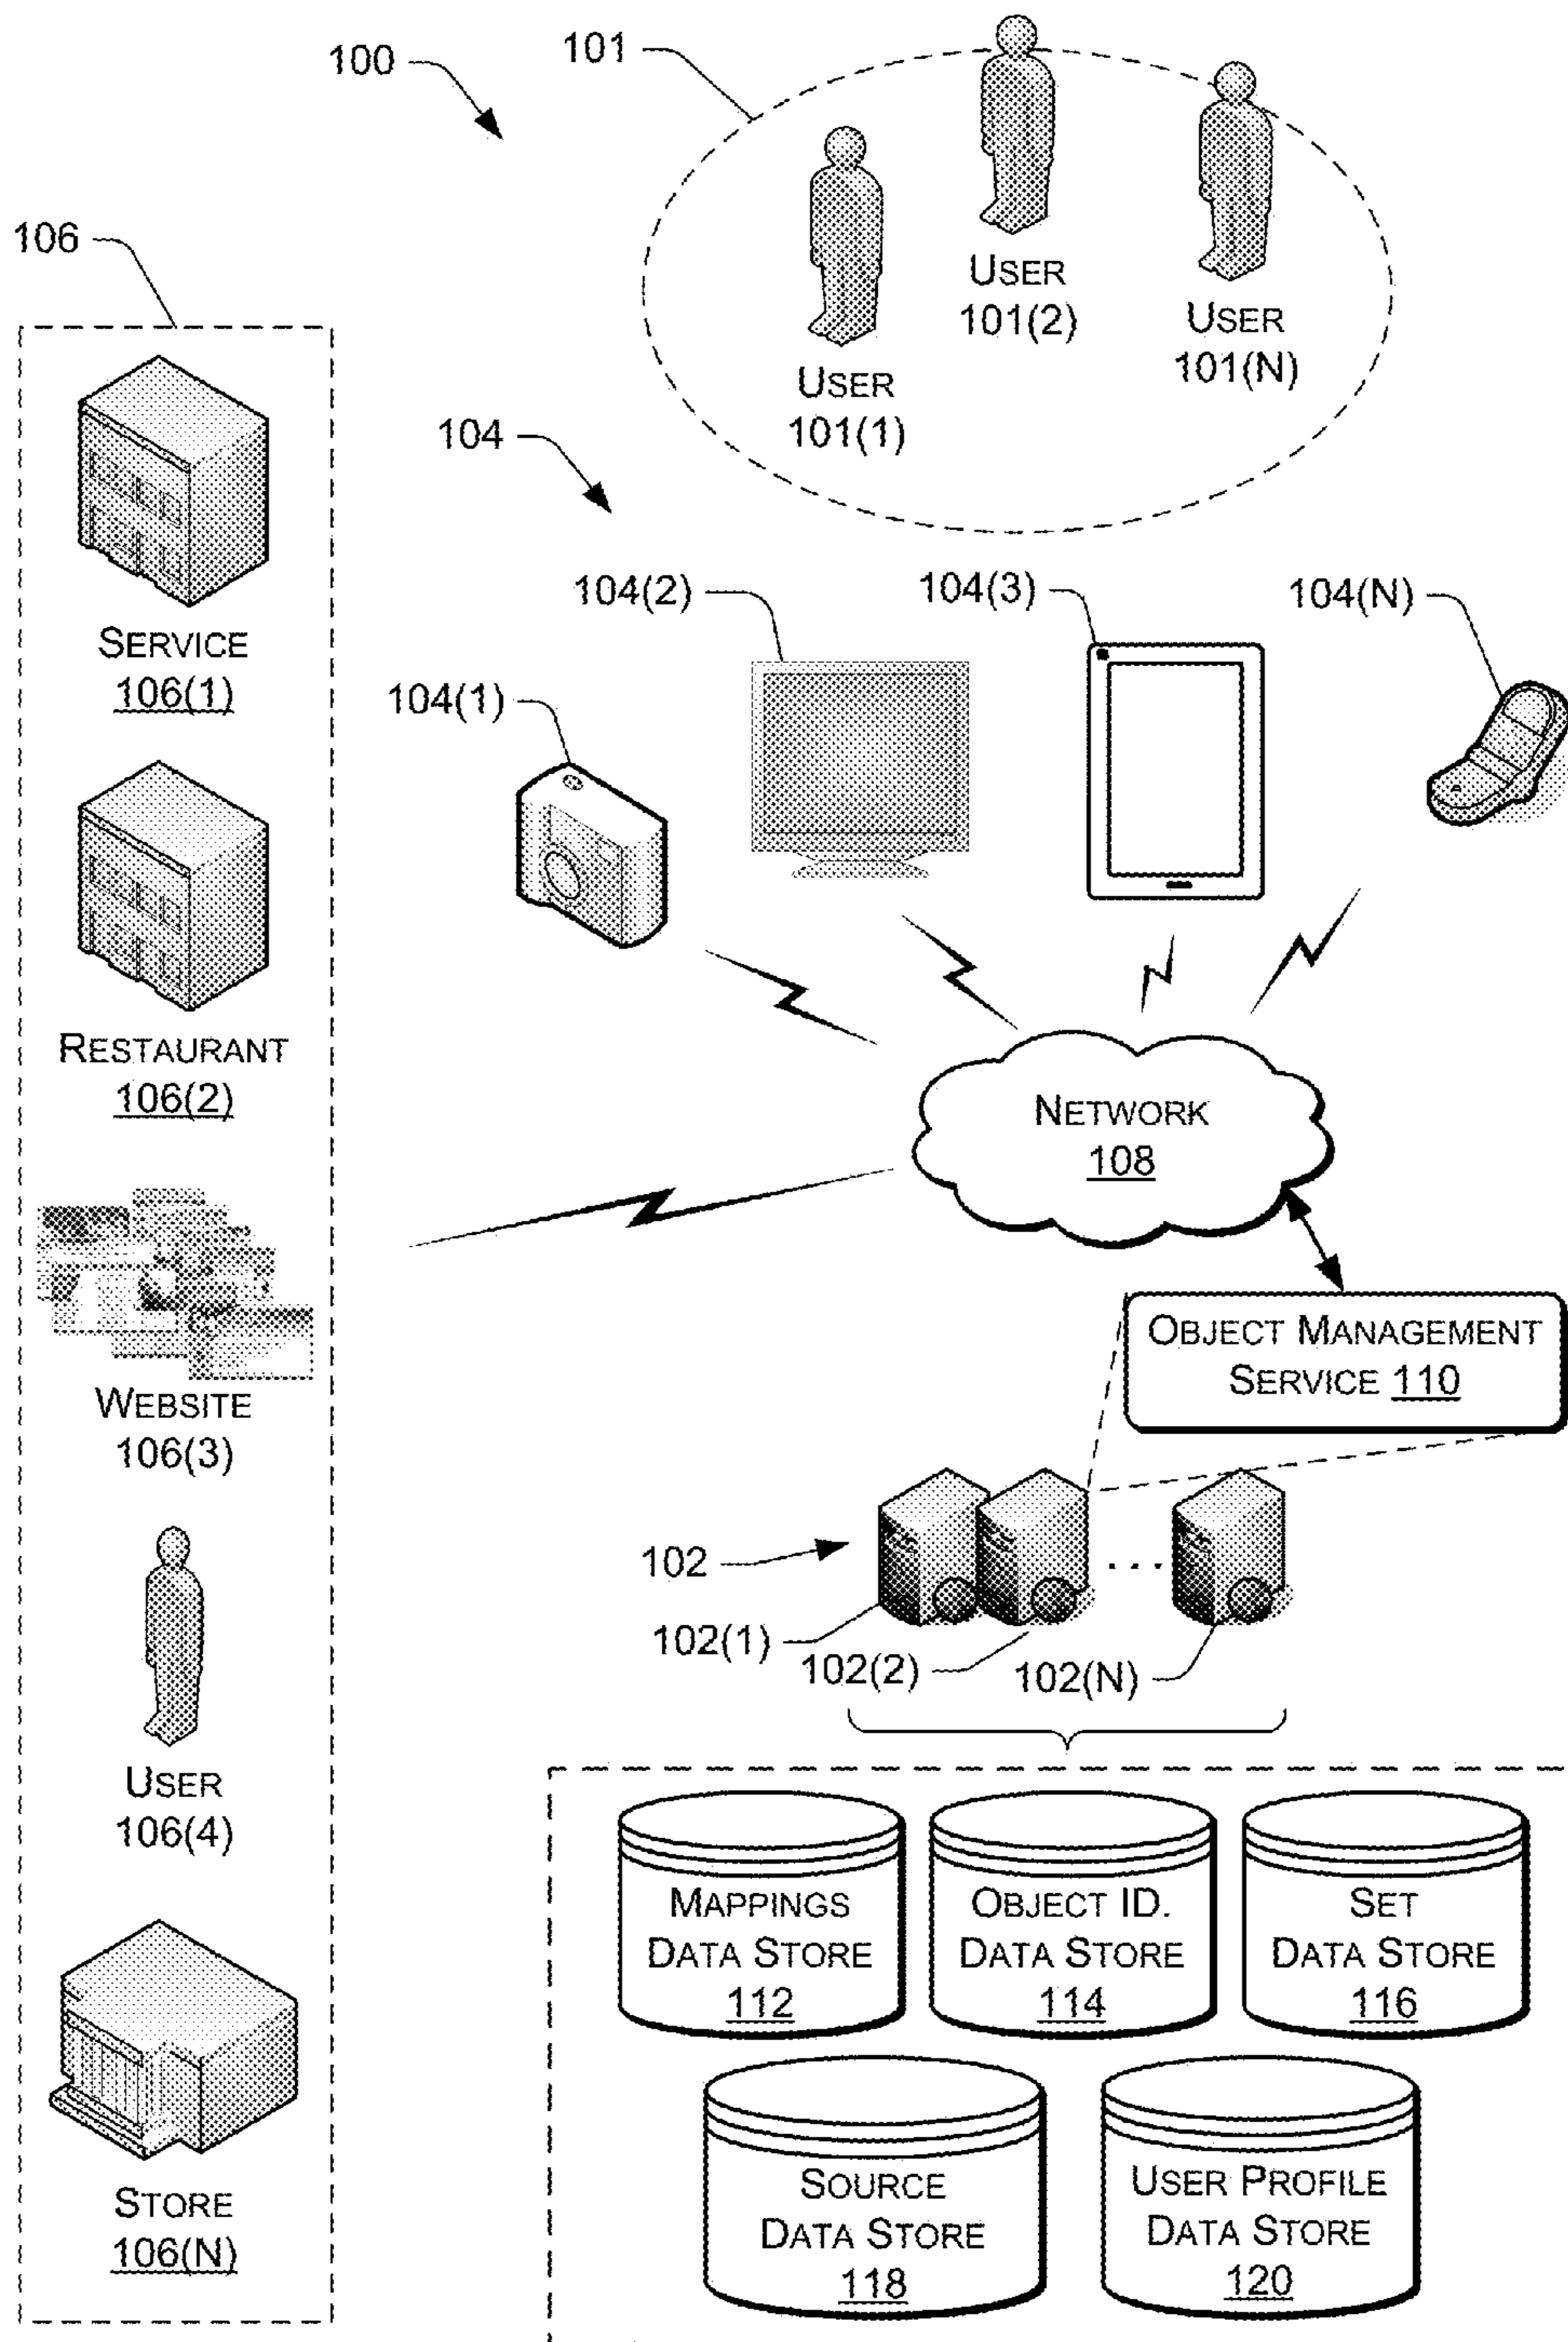 100
101
USER
101(1)
USER
101(2)
USER
101(N)
106
SERVICE
106(1)
RESTAURANT
106(2)
WEBSITE
106(3)
USER
106(4)
STORE
106(N)
104
104(1)
104(2)
104(3)
104(N)
NETWORK
108
OBJECT MANAGEMENT
SERVICE 110
102
102(1)
102(2)
...
102(N)
MAPPINGS
DATA STORE
112
OBJECT ID.
DATA STORE
114
SET
DATA STORE
116
SOURCE
DATA STORE
118
USER PROFILE
DATA STORE
120